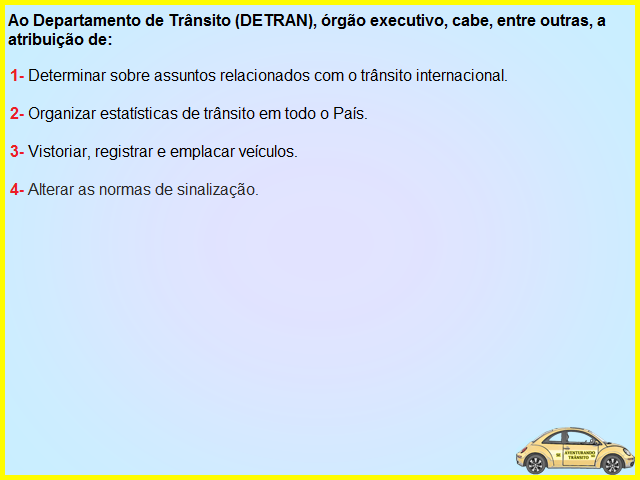 Ao Departamento de Trânsito (DETRAN), órgão executivo, cabe, entre outras, a
atribuição de:
1- Determinar sobre assuntos relacionados com o trânsito internacional.
2- Organizar estatísticas de trânsito em todo o País.
3- Vistoriar, registrar e emplacar veículos.
4- Alterar as normas de sinalização.
AVENTURANDO
TRÂNSITO